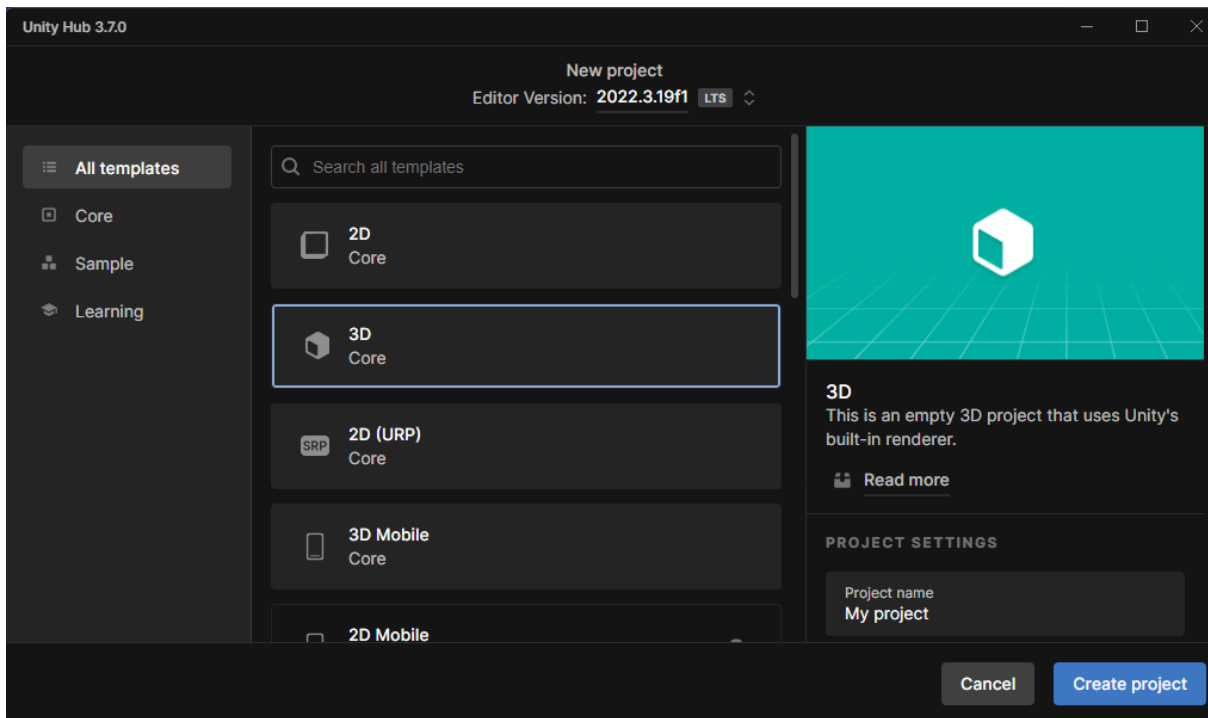 Unity Hub 3.7.0
New project
Editor Version: 2022.3.19f1 LTS
All templates
Core
Sample
Learning
Search all templates
2D
Core
3D
Core
SRP
2D (URP)
Core
3D Mobile
Core
2D Mobile
3D
This is an empty 3D project that uses Unity's
built-in renderer.
Read more
PROJECT SETTINGS
Project name
My project
Cancel
Create project